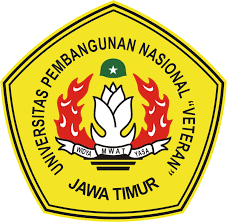 UNIVERSITAS PEMBANGUNAN NASIONAL "VETERAN"
WIDYA MWAT YASA
JAWA TIMUR